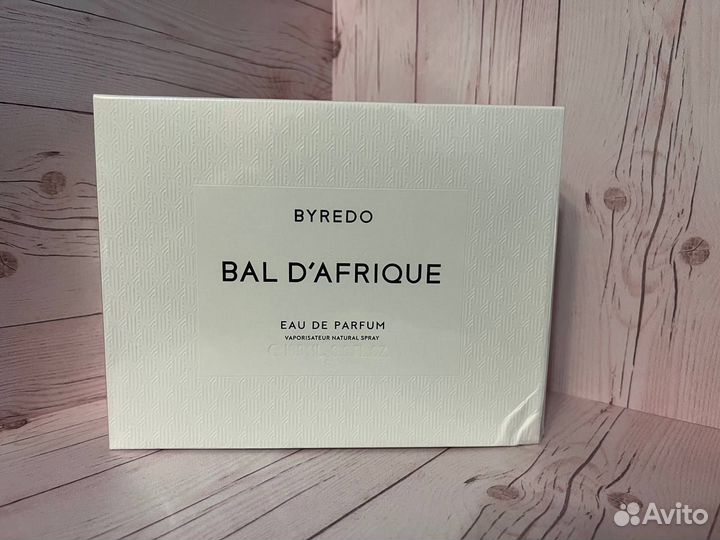 BYREDO
BAL D'AFRIQUE
EAU DE PARFUM
VAPORISATEUR NATURAL SPRAY
Avito